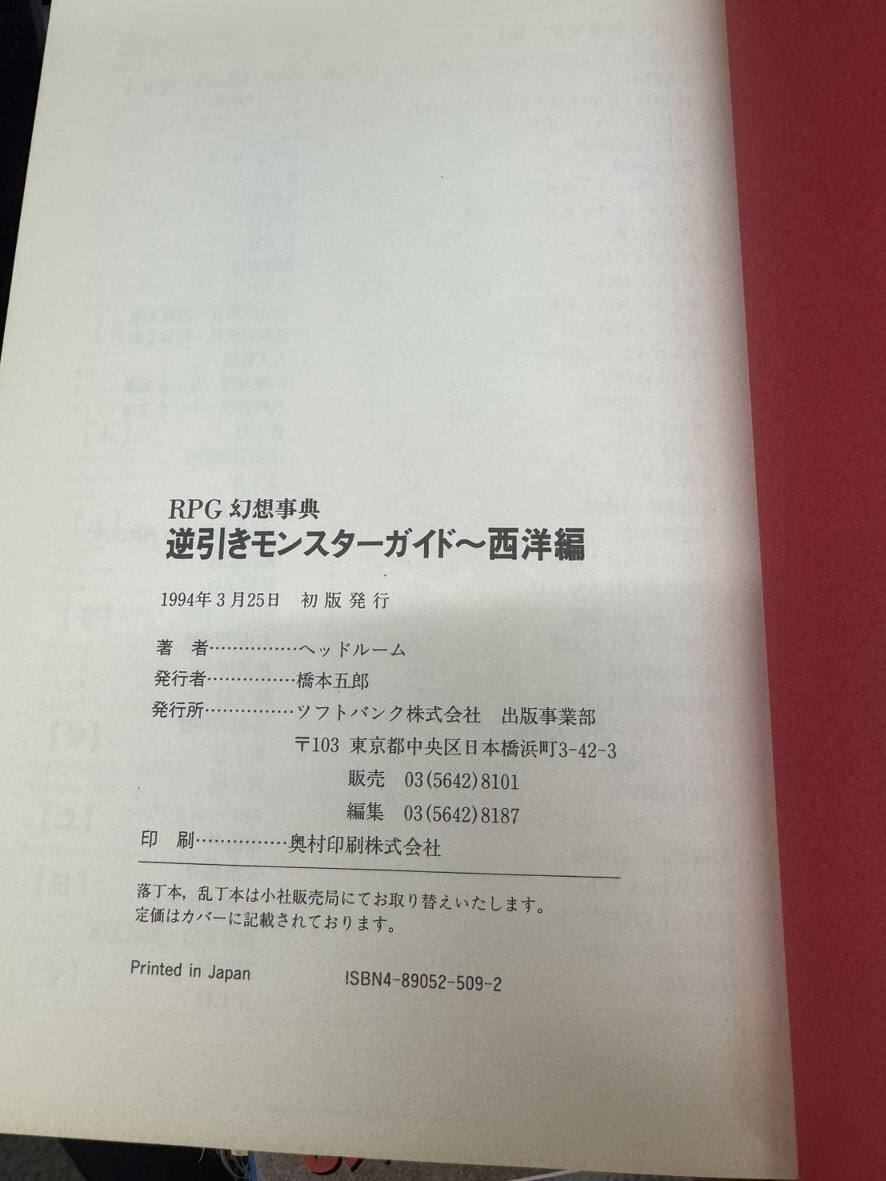 RPG 幻想事典
逆引きモンスターガイド〜西洋編
1994年3月25日 初版発行
著 者……………ヘッドルーム
発行者……………橋本五郎
発行所……………ソフトバンク株式会社 出版事業部
〒103 東京都中央区日本橋浜町3-42-3
販売 03(5642)8101
編集 03(5642)8187
印 刷……………奥村印刷株式会社
落丁本，乱丁本は小社販売局にてお取り替えいたします。
定価はカバーに記載されております。
Printed in Japan ISBN4-89052-509-2